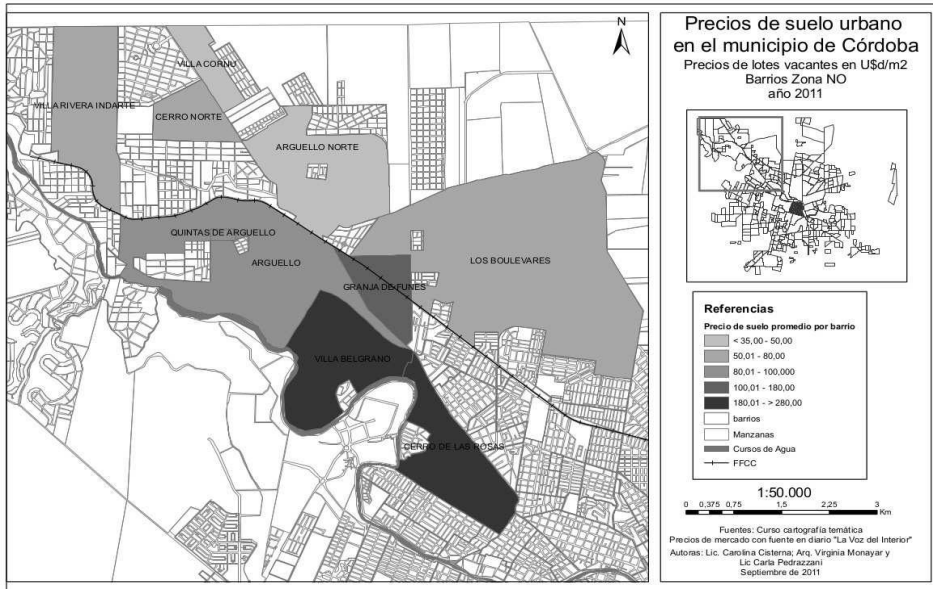 N
VILLA CORNU
VILLA RIVERA INDARTE
CERRO NORTE
ARGUELLO NORTE
QUINTAS DE ARGUELLO
ARGUELLO
LOS BOULEVARES
GRANJA DE FUNES
VILLA BELGRANO
CERRO DE LAS ROSAS
Precios de suelo urbano
en el municipio de Córdoba
Precios de lotes vacantes en U$d/m2
Barrios Zona NO
año 2011
Referencias
Precio de suelo promedio por barrio
< 35,00 - 50,00
50,01 - 80,00
80,01 - 100,000
100,01 - 180,00
180,01 - > 280,00
barrios
Manzanas
Cursos de Agua
FFCC
1:50.000
0 0,375 0,75 1,5 2,25 3
Km
Fuentes: Curso cartografía temática
Precios de mercado con fuente en diario "La Voz del Interior"
Autoras: Lic. Carolina Cisterna; Arq. Virginia Monayar y
Lic Carla Pedrazzani
Septiembre de 2011